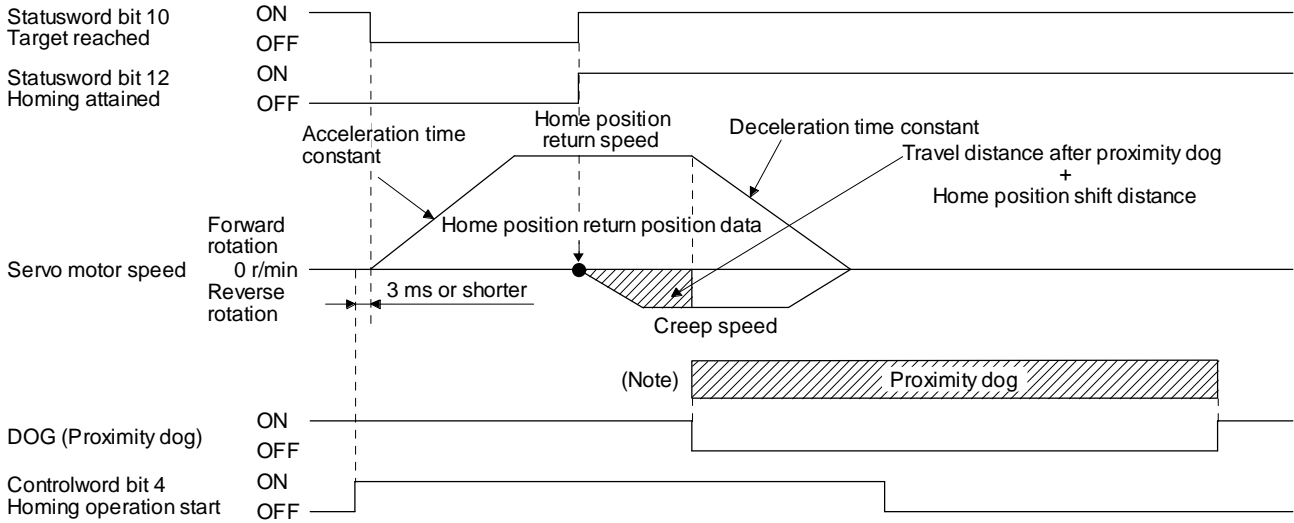 Statusword bit 10
Target reached
ON
OFF
Statusword bit 12
Homing attained
ON
OFF
Acceleration time
constant
Home position
return speed
Deceleration time constant
Travel distance after proximity dog
+
Home position shift distance
Forward
rotation
Home position return position data
Servo motor speed
0 r/min
Reverse
rotation
3 ms or shorter
Creep speed
(Note)
Proximity dog
DOG (Proximity dog)
ON
OFF
Controlword bit 4
Homing operation start
ON
OFF